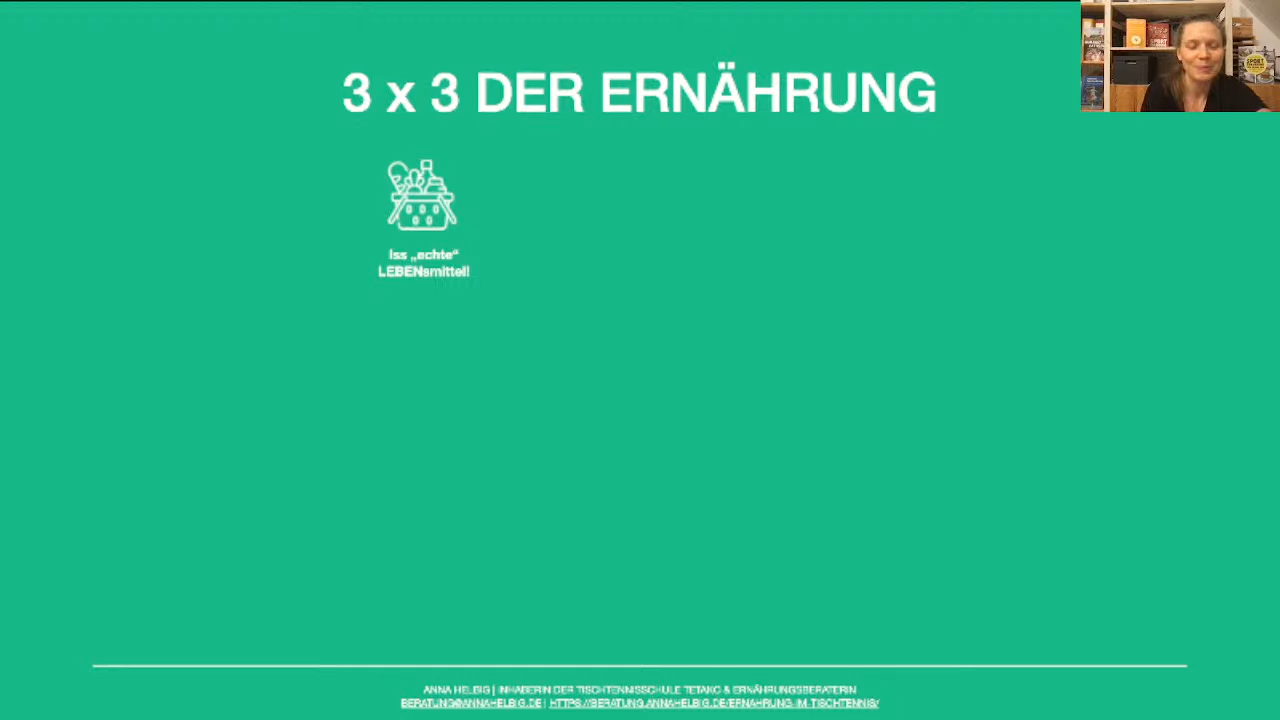 3 x 3 DER ERNÄHRUNG
Iss „echte“
LEBENsmittel!
ANNA HELBIG | INHABERIN DER TISCHTENNISSCHULE TETAKO & ERNÄHRUNGSBERATERIN
BERATUNG@ANNAHELBIG.DE | HTTPS://BERATUNG.ANNAHELBIG.DE/ERNAHRUNG-IM-TISCHTENNIS/
SPORT